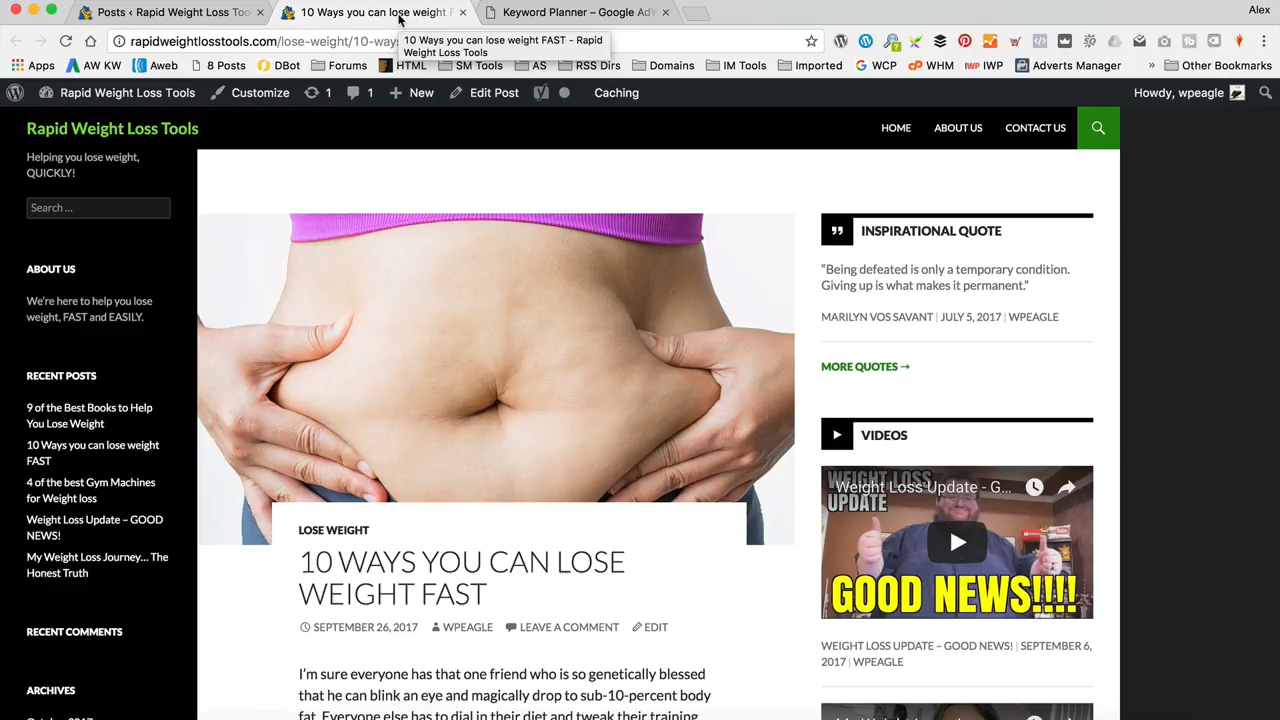 Posts ‹ Rapid Weight Loss Too
10 Ways you can lose weight F
Keyword Planner – Google AdW
Alex
rapidweightlosstools.com/lose-weight/10-ways
10 Ways you can lose weight FAST - Rapid
Weight Loss Tools
Apps
AW KW
Aweb
8 Posts
DBot
Forums
HTML
SM Tools
AS
RSS Dirs
Domains
IM Tools
Imported
WCP
WHM
IWP
Adverts Manager
»
Other Bookmarks
Rapid Weight Loss Tools
Customize
1
1
New
Edit Post
Caching
Howdy, wpeagle
Rapid Weight Loss Tools
HOME
ABOUT US
CONTACT US
Helping you lose weight,
QUICKLY!
Search …
ABOUT US
We're here to help you lose
weight, FAST and EASILY.
RECENT POSTS
9 of the Best Books to Help
You Lose Weight
10 Ways you can lose weight
FAST
4 of the best Gym Machines
for Weight loss
Weight Loss Update – GOOD
NEWS!
My Weight Loss Journey… The
Honest Truth
RECENT COMMENTS
ARCHIVES
October 2017
LOSE WEIGHT
10 WAYS YOU CAN LOSE
WEIGHT FAST
SEPTEMBER 26, 2017
WPEAGLE
LEAVE A COMMENT
EDIT
I'm sure everyone has that one friend who is so genetically blessed
that he can blink an eye and magically drop to sub-10-percent body
fat. Everyone else has to dial in their diet and tweak their training
INSPIRATIONAL QUOTE
“Being defeated is only a temporary condition.
Giving up is what makes it permanent.”
MARILYN VOS SAVANT | JULY 5, 2017 | WPEAGLE
MORE QUOTES →
VIDEOS
WEIGHT LOSS
UPDATE
Weight Loss Update - G...
GOOD NEWS!!!!
WEIGHT LOSS UPDATE – GOOD NEWS! | SEPTEMBER 6,
2017 | WPEAGLE